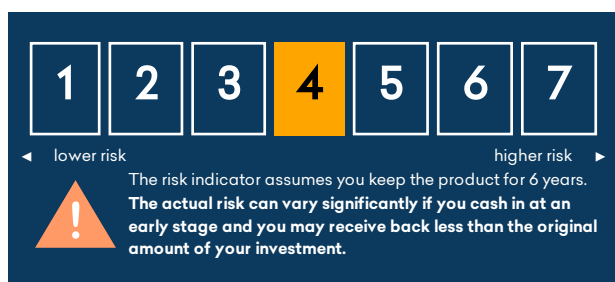 1 2 3 4 5 6 7
◄ lower risk higher risk ►
The risk indicator assumes you keep the product for 6 years.
The actual risk can vary significantly if you cash in at an
early stage and you may receive back less than the original
amount of your investment.
!